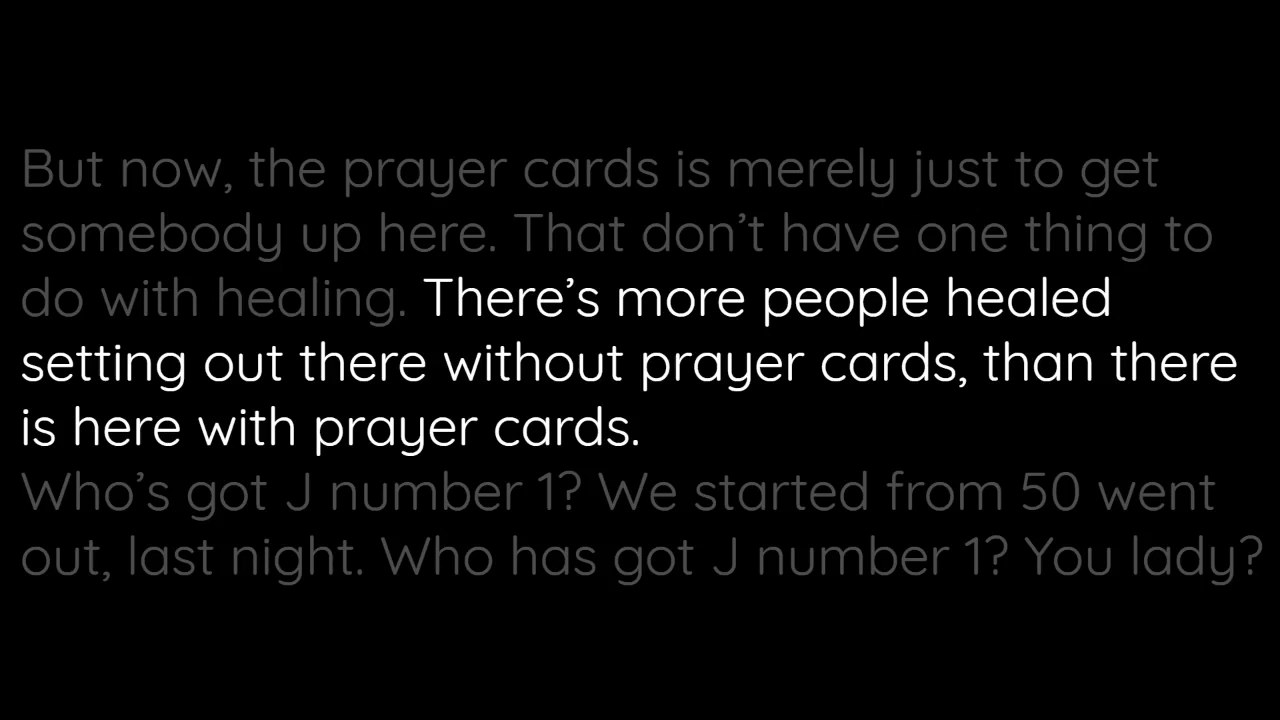 But now, the prayer cards is merely just to get
somebody up here. That don’t have one thing to
do with healing. There’s more people healed
setting out there without prayer cards, than there
is here with prayer cards.
Who’s got J number 1? We started from 50 went
out, last night. Who has got J number 1? You lady?